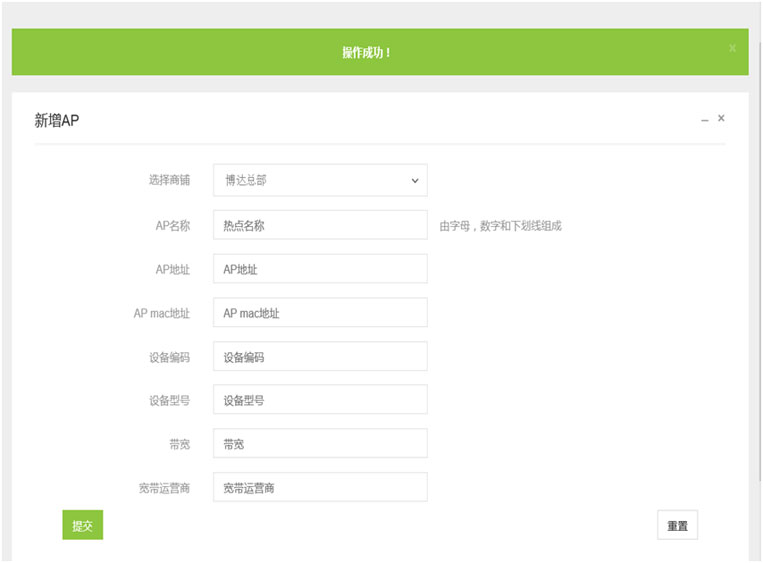 操作成功！
新增AP
选择商铺 博达总部
AP名称 热点名称 由字母，数字和下划线组成
AP地址 AP地址
AP mac地址 AP mac地址
设备编码 设备编码
设备型号 设备型号
带宽 带宽
宽带运营商 宽带运营商
提交 重置